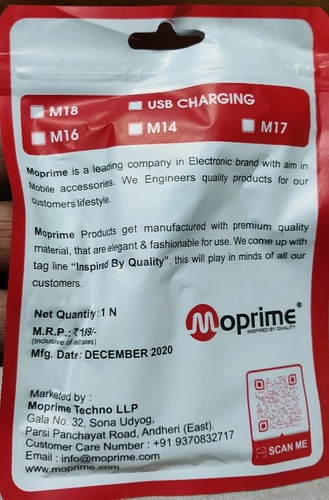 M18
USB CHARGING
M16
M14
M17
Moprime is a leading company in Electronic brand with aim in
Mobile accessories. We Engineers quality products for our
customers lifestyle.
Moprime Products get manufactured with premium quality
material, that are elegant & fashionable for use. We come up with
tag line "Inspired By Quality", this will play in minds of all our
customers.
Net Quantity:1 N
M.R.P.: ₹
(Inclusive of all taxes)
Mfg. Date: DECEMBER 2020
Moprime®
INSPIRED BY QUALITY
Marketed by :
Moprime Techno LLP
Gala No. 32, Sona Udyog,
Parsi Panchayat Road, Andheri (East).
Customer Care Number : +91 9370832717
Email : info@moprime.com
www.moprime.com
SCAN ME